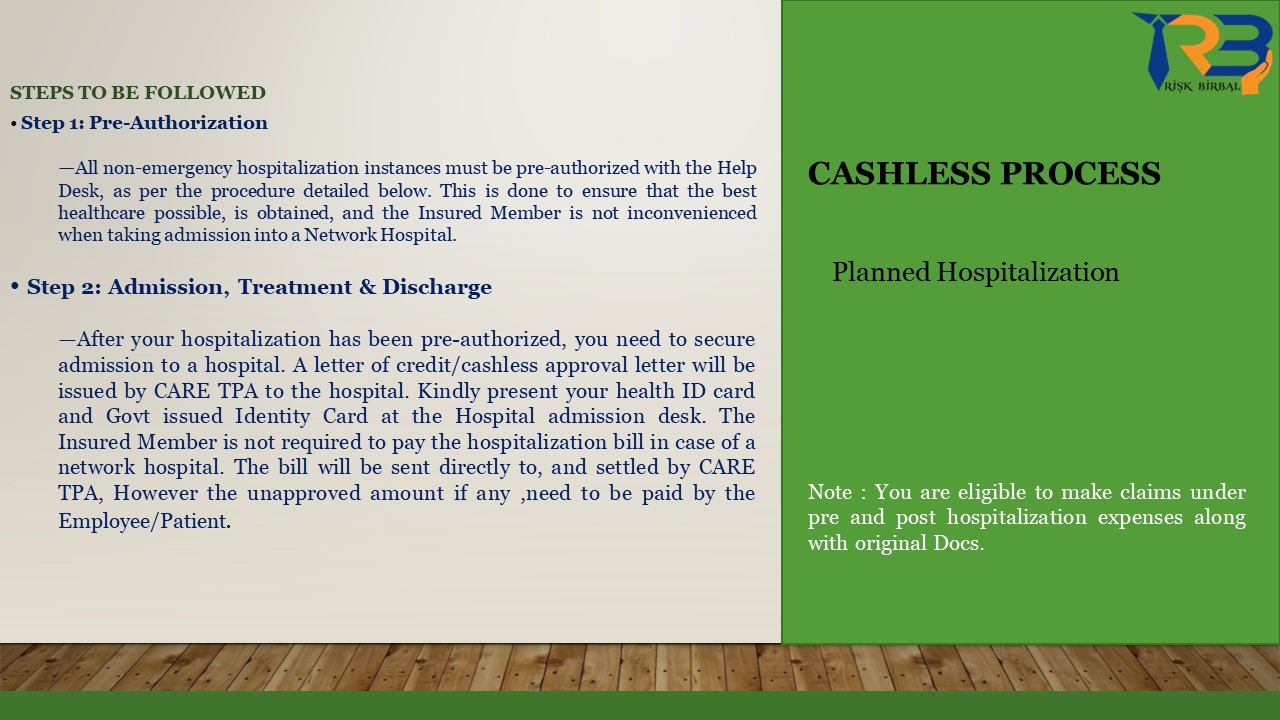 STEPS TO BE FOLLOWED
• Step 1: Pre-Authorization
—All non-emergency hospitalization instances must be pre-authorized with the Help
Desk, as per the procedure detailed below. This is done to ensure that the best
healthcare possible, is obtained, and the Insured Member is not inconvenienced
when taking admission into a Network Hospital.
• Step 2: Admission, Treatment & Discharge
—After your hospitalization has been pre-authorized, you need to secure
admission to a hospital. A letter of credit/cashless approval letter will be
issued by CARE TPA to the hospital. Kindly present your health ID card
and Govt issued Identity Card at the Hospital admission desk. The
Insured Member is not required to pay the hospitalization bill in case of a
network hospital. The bill will be sent directly to, and settled by CARE
TPA, However the unapproved amount if any ,need to be paid by the
Employee/Patient.
RB
RİŞK BİRBAL
CASHLESS PROCESS
Planned Hospitalization
Note : You are eligible to make claims under
pre and post hospitalization expenses along
with original Docs.